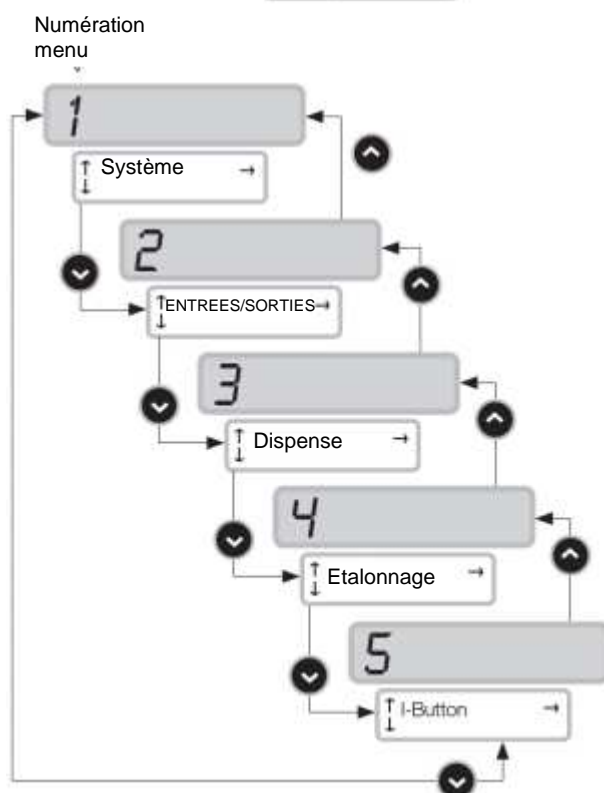 Numération
menu
1
↑↓ Système →
2
↑↓ ENTREES/SORTIES→
3
↑↓ Dispense →
4
↑↓ Etalonnage →
5
↑↓ I-Button →